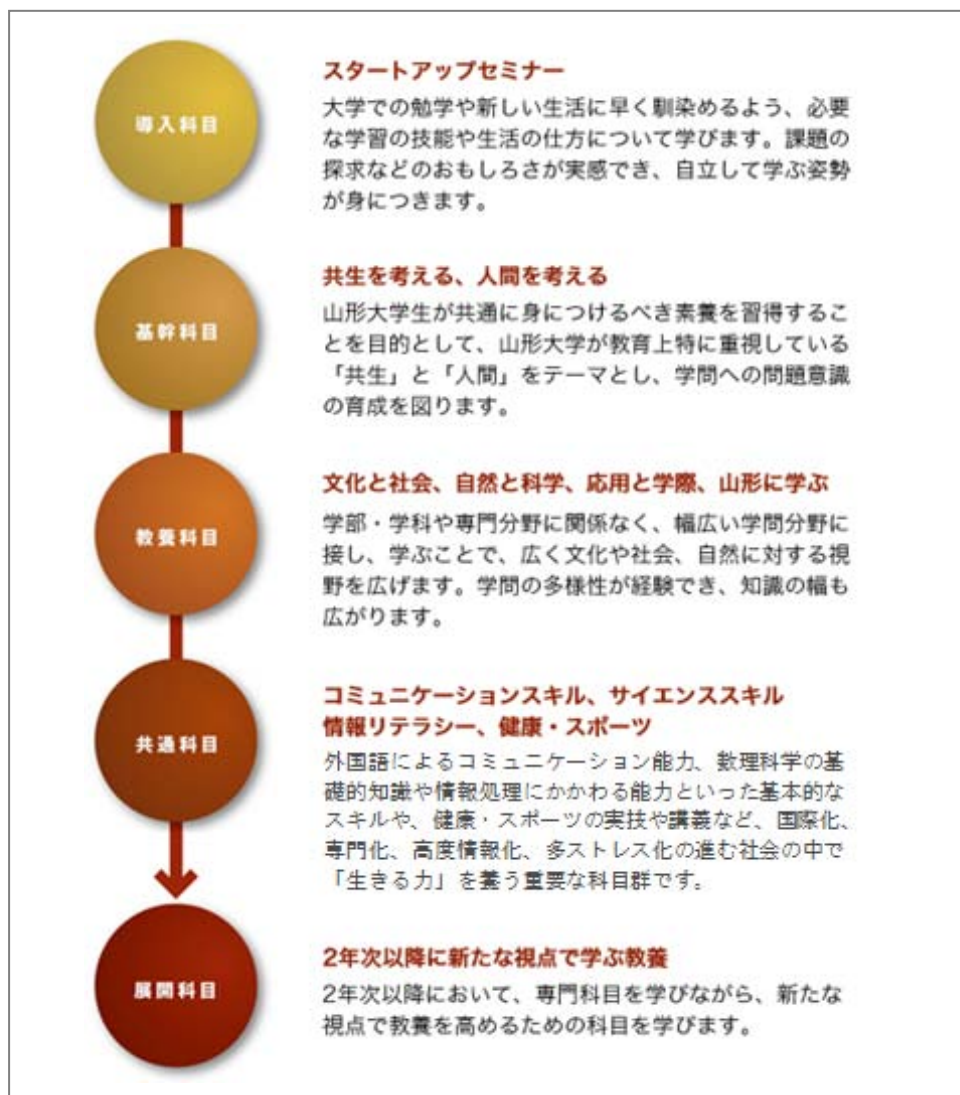 導入科目
スタートアップセミナー
大学での勉学や新しい生活に早く馴染めるよう、必要
な学習の技能や生活の仕方について学びます。課題の
探求などのおもしろさが実感でき、自立して学ぶ姿勢
が身につきます。
基幹科目
共生を考える、人間を考える
山形大学生が共通に身につけるべき素養を習得するこ
とを目的として、山形大学が教育上特に重視している
「共生」と「人間」をテーマとし、学問への問題意識
の育成を図ります。
教養科目
文化と社会、自然と科学、応用と学際、山形に学ぶ
学部・学科や専門分野に関係なく、幅広い学問分野に
接し、学ぶことで、広く文化や社会、自然に対する視
野を広げます。学問の多様性が経験でき、知識の幅も
広がります。
共通科目
コミュニケーションスキル、サイエンススキル
情報リテラシー、健康・スポーツ
外国語によるコミュニケーション能力、数理科学の基
礎的知識や情報処理にかかわる能力といった基本的な
スキルや、健康・スポーツの実技や講義など、国際化、
専門化、高度情報化、多ストレス化の進む社会の中で
「生きる力」を養う重要な科目群です。
展開科目
2年次以降に新たな視点で学ぶ教養
2年次以降において、専門科目を学びながら、新たな
視点で教養を高めるための科目を学びます。